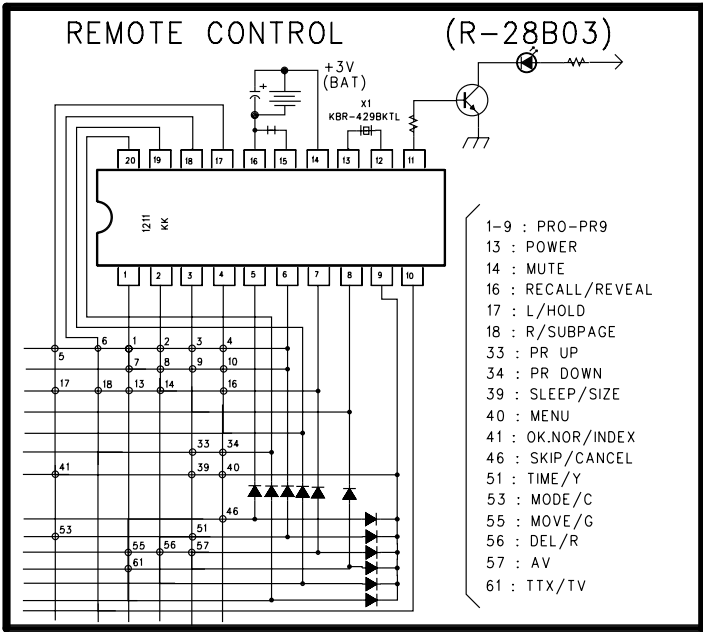 REMOTE CONTROL (R-28B03)
+3V
(BAT)
+
X1
KBR-429BKTL
20 19 18 17 16 15 14 13 12 11
1211
KK
1 2 3 4 5 6 7 8 9 10
5 6 1 2 3 4
7 8 9 10
17 18 13 14 16
33 34
41 39 40
46
53 51
55 56 57
61
1-9 : PRO-PR9
13 : POWER
14 : MUTE
16 : RECALL/REVEAL
17 : L/HOLD
18 : R/SUBPAGE
33 : PR UP
34 : PR DOWN
39 : SLEEP/SIZE
40 : MENU
41 : OK.NOR/INDEX
46 : SKIP/CANCEL
51 : TIME/Y
53 : MODE/C
55 : MOVE/G
56 : DEL/R
57 : AV
61 : TTX/TV